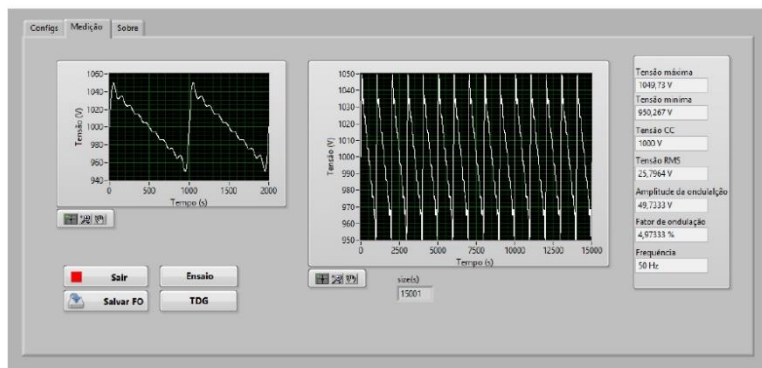 Configs Medição Sobre
Tensão (V)
1060
1040
1020
1000
980
960
940
0 500 1000 1500 2000
Tempo (s)
Sair
Ensaio
Salvar FO
TDG
Tensão (V)
1050
1040
1030
1020
1010
1000
990
980
970
960
950
0 2500 5000 7500 10000 12500 15000
Tempo (s)
size(s)
15001
Tensão máxima
1049,73 V
Tensão mínima
950,267 V
Tensão CC
1000 V
Tensão RMS
25,7964 V
Amplitude da ondulalção
49,7333 V
Fator de ondulação
4,97333 %
Frequência
50 Hz